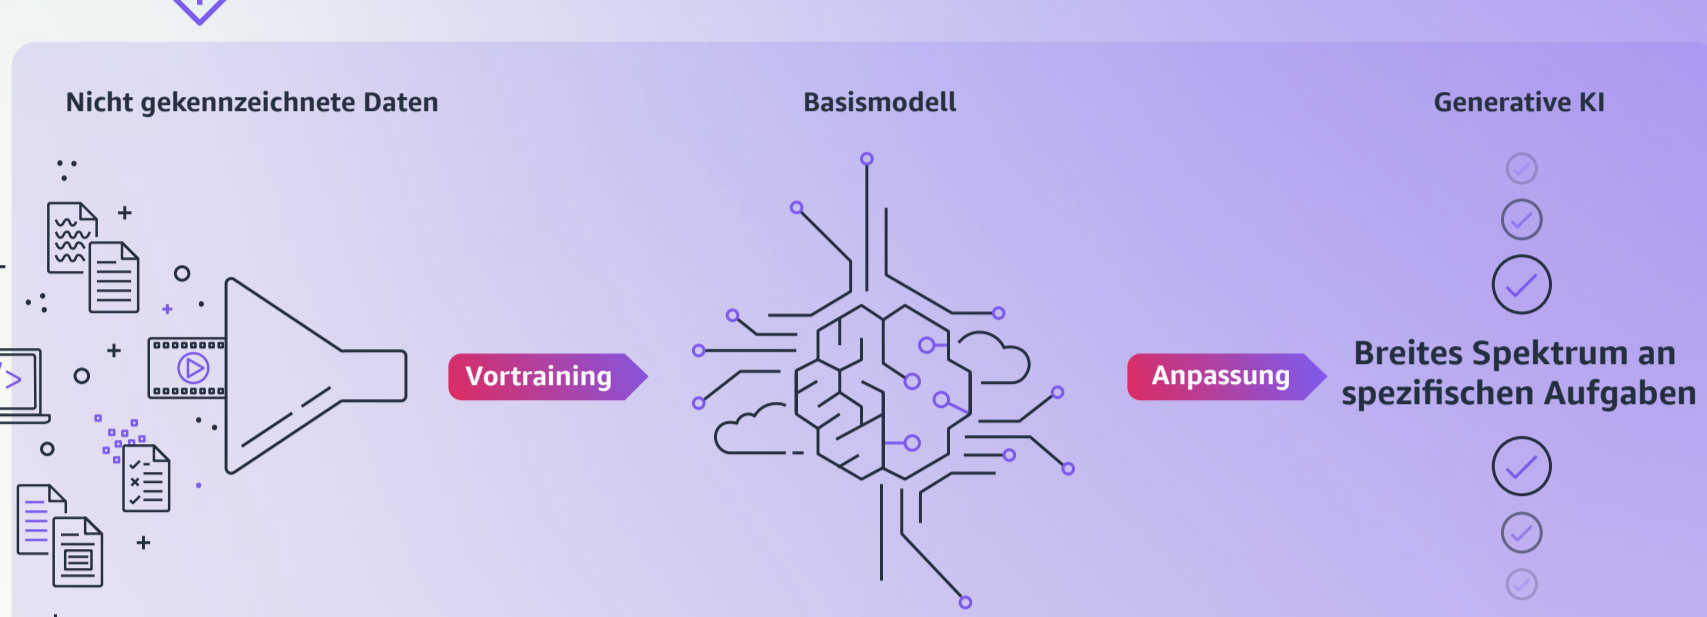 Nicht gekennzeichnete Daten
Basismodell
Generative KI
Vortraining
Anpassung
Breites Spektrum an
spezifischen Aufgaben